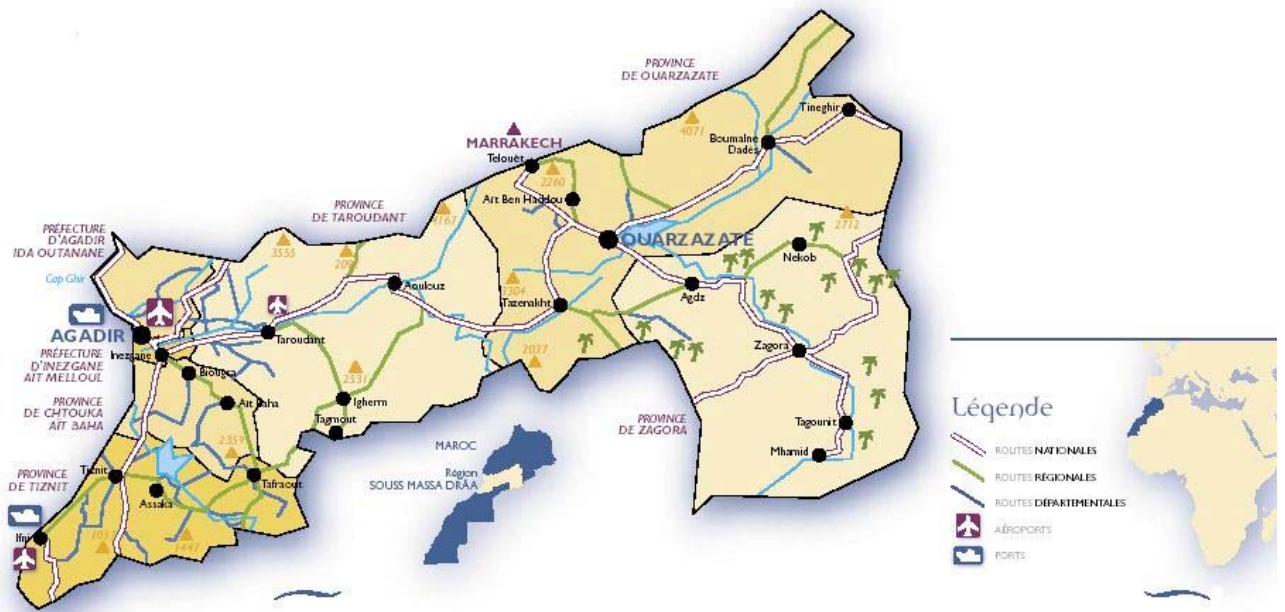 PROVINCE
DE OUARZAZATE
Tineghir
4071
Boumalne
Dadès
MARRAKECH
Telouèt
2260
Aït Ben Haddou
PROVINCE
DE TAROUDANT
2712
PRÉFECTURE
D'AGADIR
IDA OUTANANE
3555
OUARZAZATE
Nekob
Cap Ghir
Aoulouz
Agdz
Tazenakht
AGADIR
Taroudant
Inezgane
PRÉFECTURE
D'INEZGANE
AIT MELLOUL
2037
Zagora
Biougra
2531
PROVINCE
DE CHTOUKA
AÏT BAHA
Aït Baha
Igherm
Tagmout
PROVINCE
DE ZAGORA
Tagounit
2359
Mhamid
MAROC
Région
SOUSS MASSA DRÂA
PROVINCE
DE TIZNIT
Tiznit
Tafraout
Assaka
Ifni
1447
Légende
ROUTES NATIONALES
ROUTES RÉGIONALES
ROUTES DÉPARTEMENTALES
AÉROPORTS
PORTS